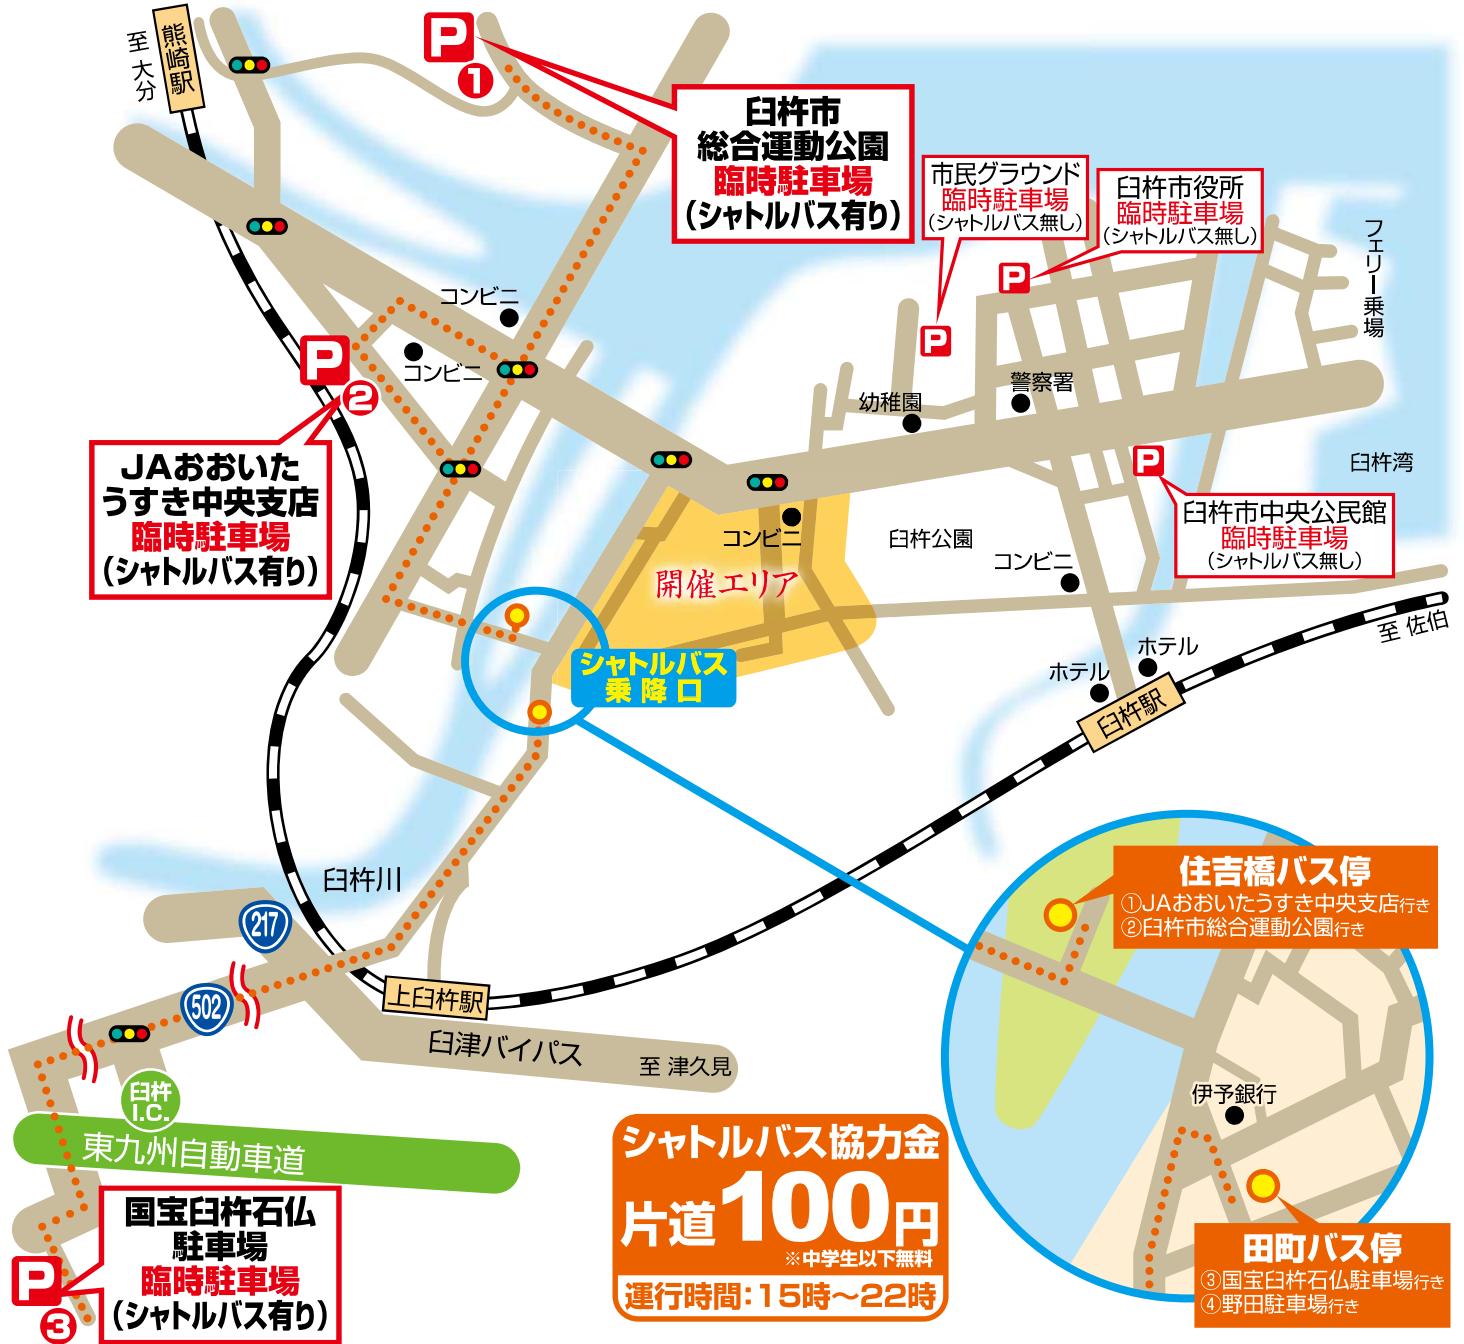 至 大分
熊崎駅
P
1
臼杵市
総合運動公園
臨時駐車場
(シャトルバス有り)
市民グラウンド
臨時駐車場
(シャトルバス無し)
臼杵市役所
臨時駐車場
(シャトルバス無し)
P
P
フェリー乗場
コンビニ
コンビニ
P
2
JAおおいた
うすき中央支店
臨時駐車場
(シャトルバス有り)
幼稚園
警察署
P
臼杵湾
臼杵市中央公民館
臨時駐車場
(シャトルバス無し)
コンビニ
臼杵公園
コンビニ
開催エリア
至 佐伯
ホテル
ホテル
臼杵駅
シャトルバス
乗降口
臼杵川
217
502
上臼杵駅
臼津バイパス
至 津久見
臼杵
I.C.
東九州自動車道
国宝臼杵石仏
駐車場
臨時駐車場
(シャトルバス有り)
P
3
シャトルバス協力金
片道100円
※中学生以下無料
運行時間:15時～22時
住吉橋バス停
①JAおおいたうすき中央支店行き
②臼杵市総合運動公園行き
伊予銀行
田町バス停
③国宝臼杵石仏駐車場行き
④野田駐車場行き